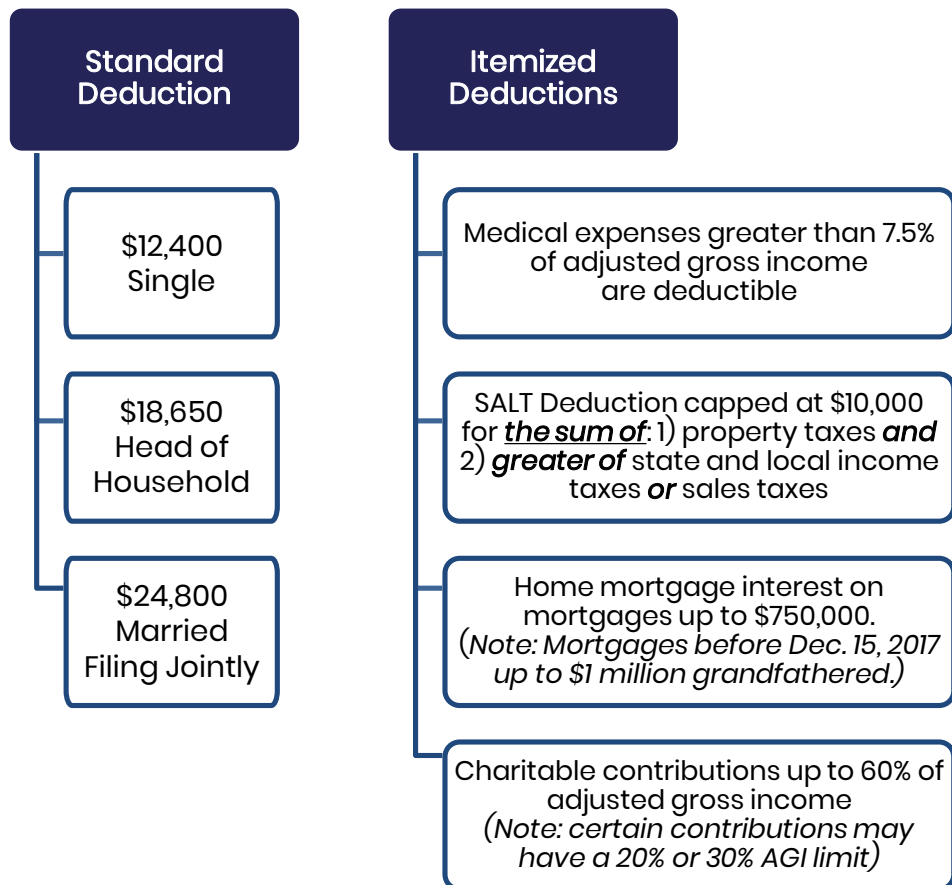 Standard
Deduction
$12,400
Single
$18,650
Head of
Household
$24,800
Married
Filing Jointly
Itemized
Deductions
Medical expenses greater than 7.5%
of adjusted gross income
are deductible
SALT Deduction capped at $10,000
for the sum of: 1) property taxes and
2) greater of state and local income
taxes or sales taxes
Home mortgage interest on
mortgages up to $750,000.
(Note: Mortgages before Dec. 15, 2017
up to $1 million grandfathered.)
Charitable contributions up to 60% of
adjusted gross income
(Note: certain contributions may
have a 20% or 30% AGI limit)